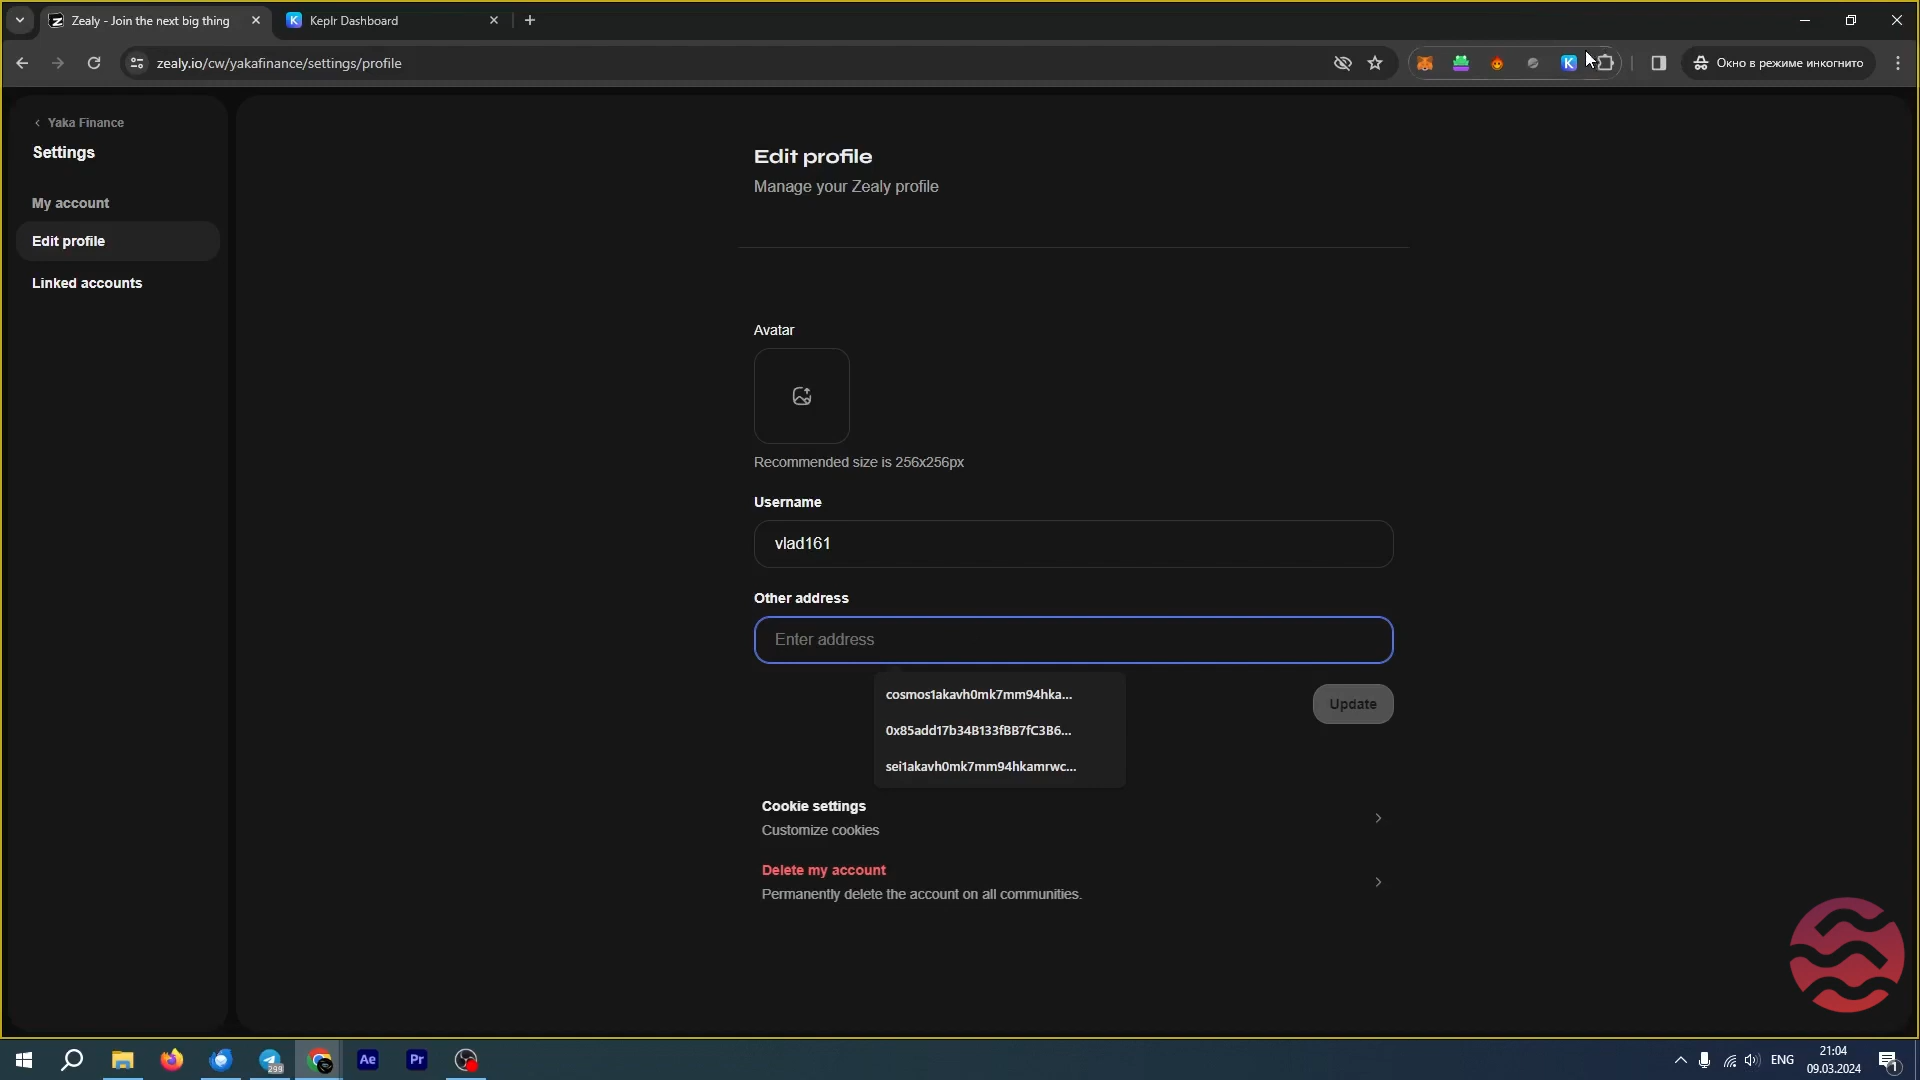 Zealy - Join the next big thing
Keplr Dashboard
zealy.io/cw/yakafinance/settings/profile
K
Окно в режиме инкогнито
Yaka Finance
Settings
My account
Edit profile
Linked accounts
Edit profile
Manage your Zealy profile
Avatar
Recommended size is 256x256px
Username
vlad161
Other address
Enter address
cosmos1akavh0mk7mm94hka...
0x85add17b34B133fBB7fC3B6...
sei1akavh0mk7mm94hkamrwc...
Update
Cookie settings
Customize cookies
Delete my account
Permanently delete the account on all communities.
299
Ae
Pr
ENG
21:04
09.03.2024
1